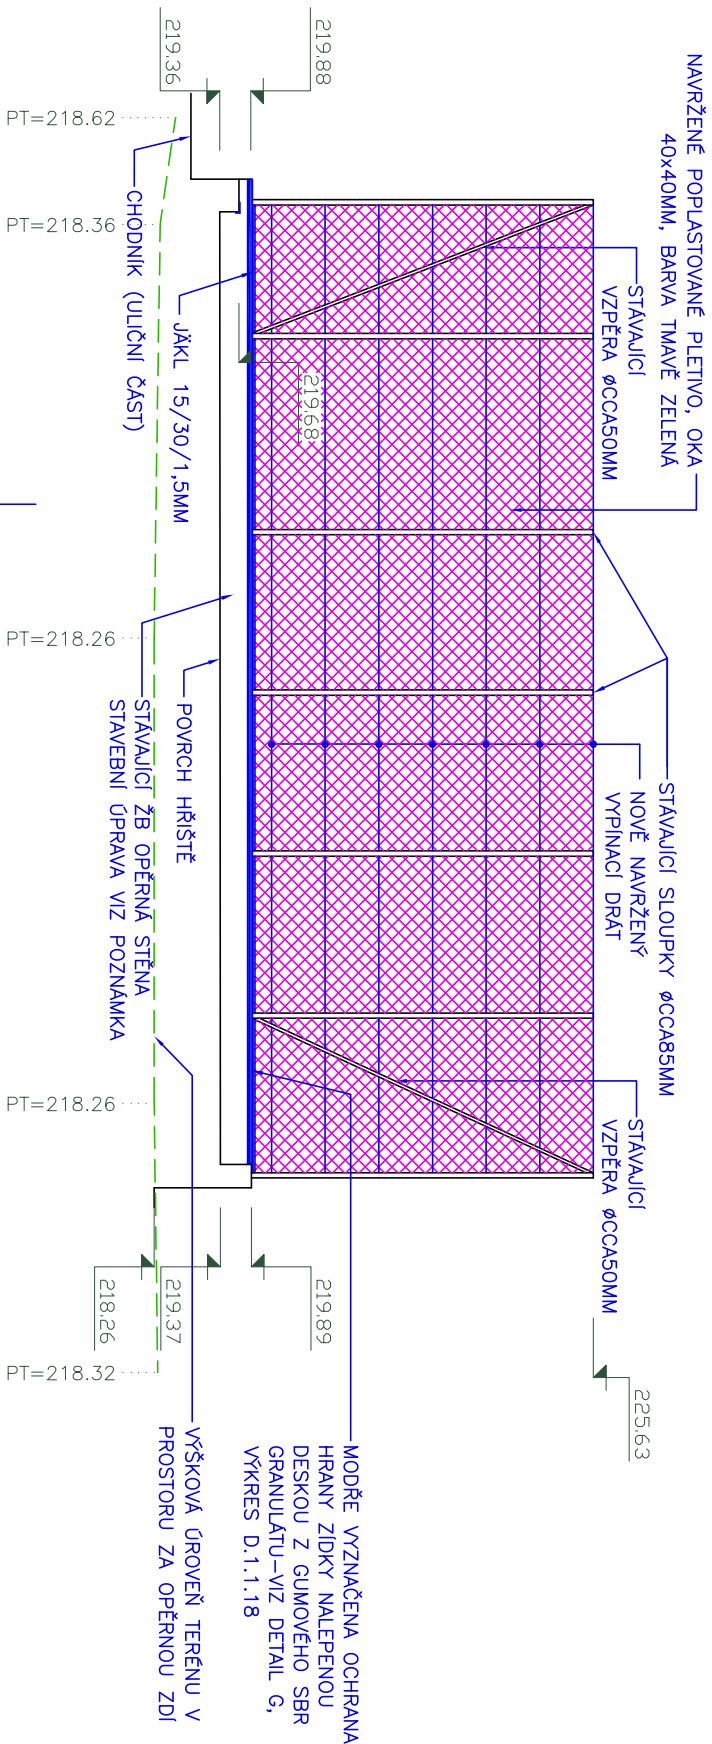 NAVRŽENÉ POPLASTOVANÉ PLETIVO, OKA
40x40MM, BARVA TMAVĚ ZELENÁ
STÁVAJÍCÍ
VZPĚRA øCCA50MM
STÁVAJÍCÍ SLOUPKY øCCA85MM
NOVĚ NAVRŽENÝ
VYPÍNACÍ DRÁT
STÁVAJÍCÍ
VZPĚRA øCCA50MM
225,63
219,88
219,36
219,68
219,89
219,37
218,26
JÄKL 15/30/1,5MM
CHODNÍK (ULIČNÍ ČÁST)
POVRCH HŘIŠTĚ
STÁVAJÍCÍ ŽB OPĚRNÁ STĚNA
STAVEBNÍ ÚPRAVA VIZ POZNÁMKA
MODŘE VYZNAČENA OCHRANA
HRANY ZÍDKY NALEPENOU
DESKOU Z GUMOVÉHO SBR
GRANULÁTU-VIZ DETAIL G,
VÝKRES D.1.1.18
VÝŠKOVÁ ÚROVEŇ TERÉNU V
PROSTORU ZA OPĚRNOU ZDÍ
PT=218.62
PT=218.36
PT=218.26
PT=218.26
PT=218.32